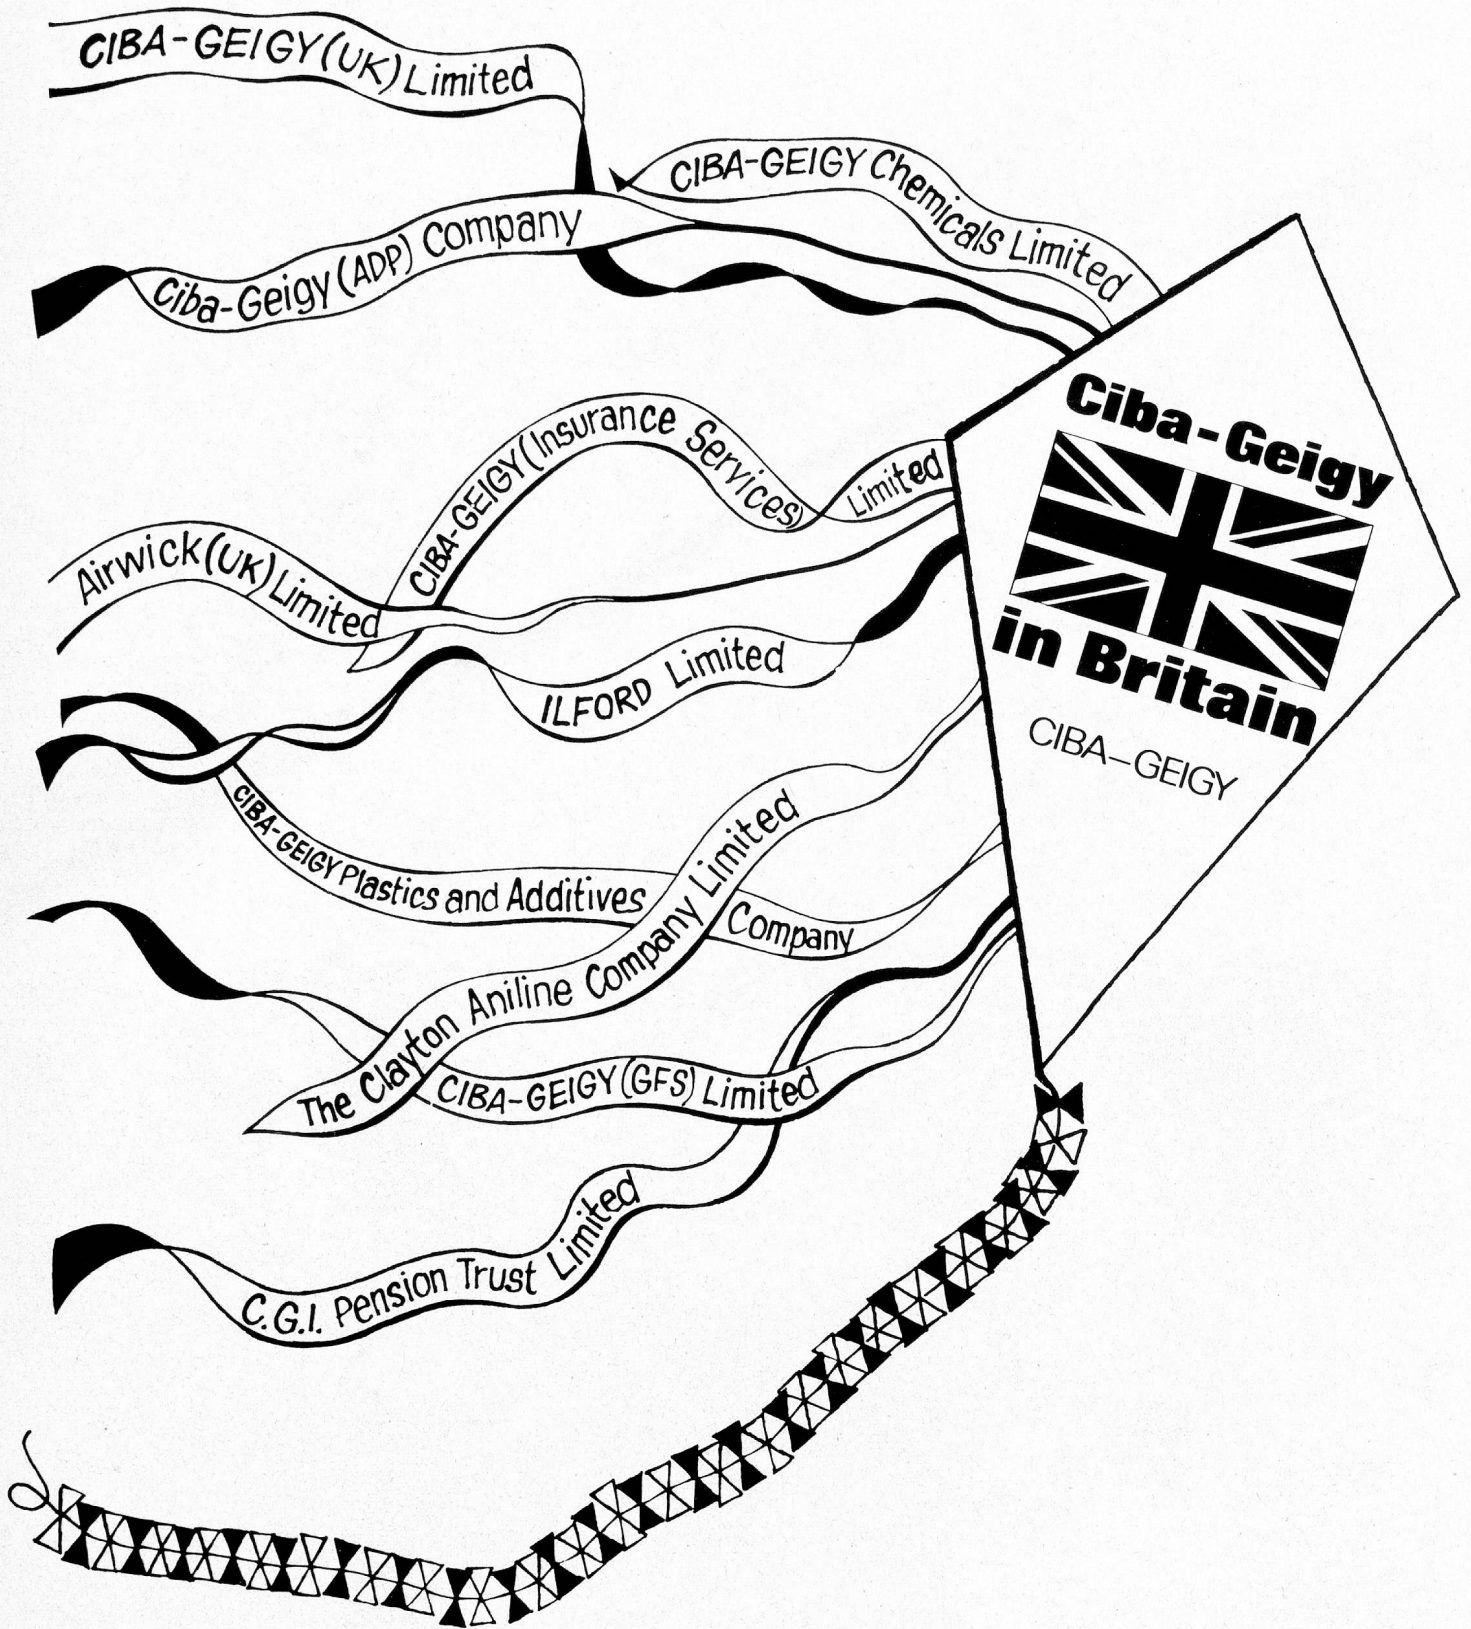 CIBA-GEIGY (UK) Limited
CIBA-GEIGY Chemicals Limited
Ciba-Geigy (ADP) Company
CIBA-GEIGY (Insurance Services) Limited
Airwick (UK) Limited
ILFORD Limited
CIBA-GEIGY Plastics and Additives Company
The Clayton Aniline Company Limited
CIBA-GEIGY (GFS) Limited
C.G.I. Pension Trust Limited
Ciba-Geigy
in Britain
CIBA-GEIGY